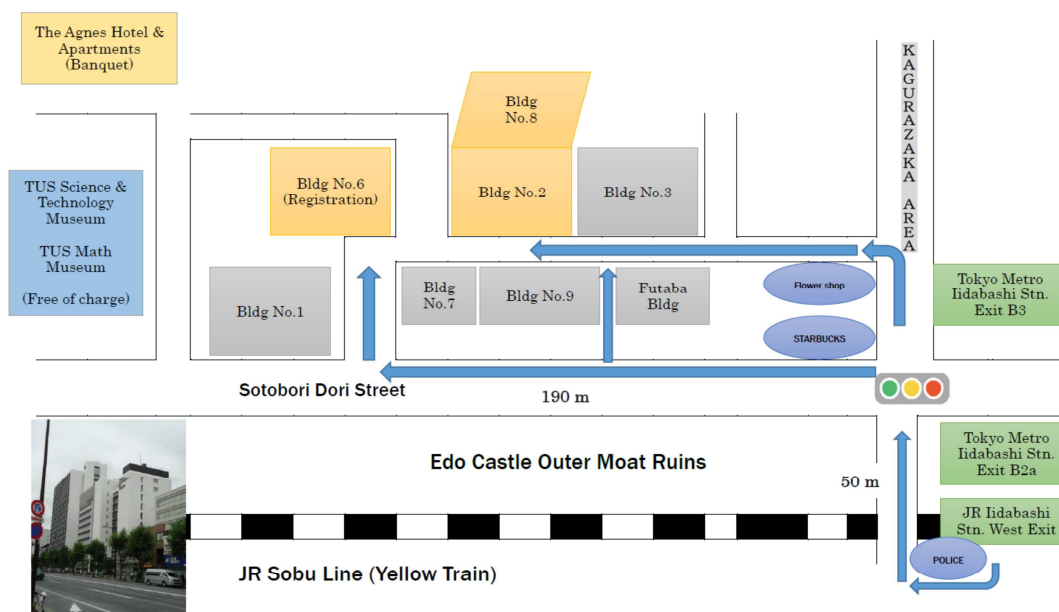 The Agnes Hotel &
Apartments
(Banquet)
KAGURAZAKA AREA
Bldg
No.8
TUS Science &
Technology
Museum
TUS Math
Museum
(Free of charge)
Bldg No.6
(Registration)
Bldg No.2
Bldg No.3
Bldg No.1
Bldg
No.7
Bldg No.9
Futaba
Bldg
Flower shop
STARBUCKS
Tokyo Metro
Iidabashi Stn.
Exit B3
Sotobori Dori Street
190 m
Edo Castle Outer Moat Ruins
50 m
Tokyo Metro
Iidabashi Stn.
Exit B2a
JR Iidabashi
Stn. West Exit
POLICE
JR Sobu Line (Yellow Train)